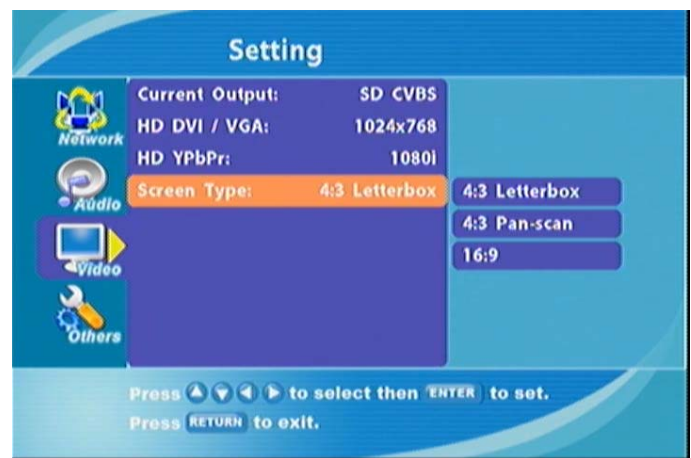 Setting
Network
Audio
Video
Others
Current Output: SD CVBS
HD DVI / VGA: 1024x768
HD YPbPr: 1080i
Screen Type: 4:3 Letterbox
4:3 Letterbox
4:3 Pan-scan
16:9
Press to select then ENTER to set.
Press RETURN to exit.